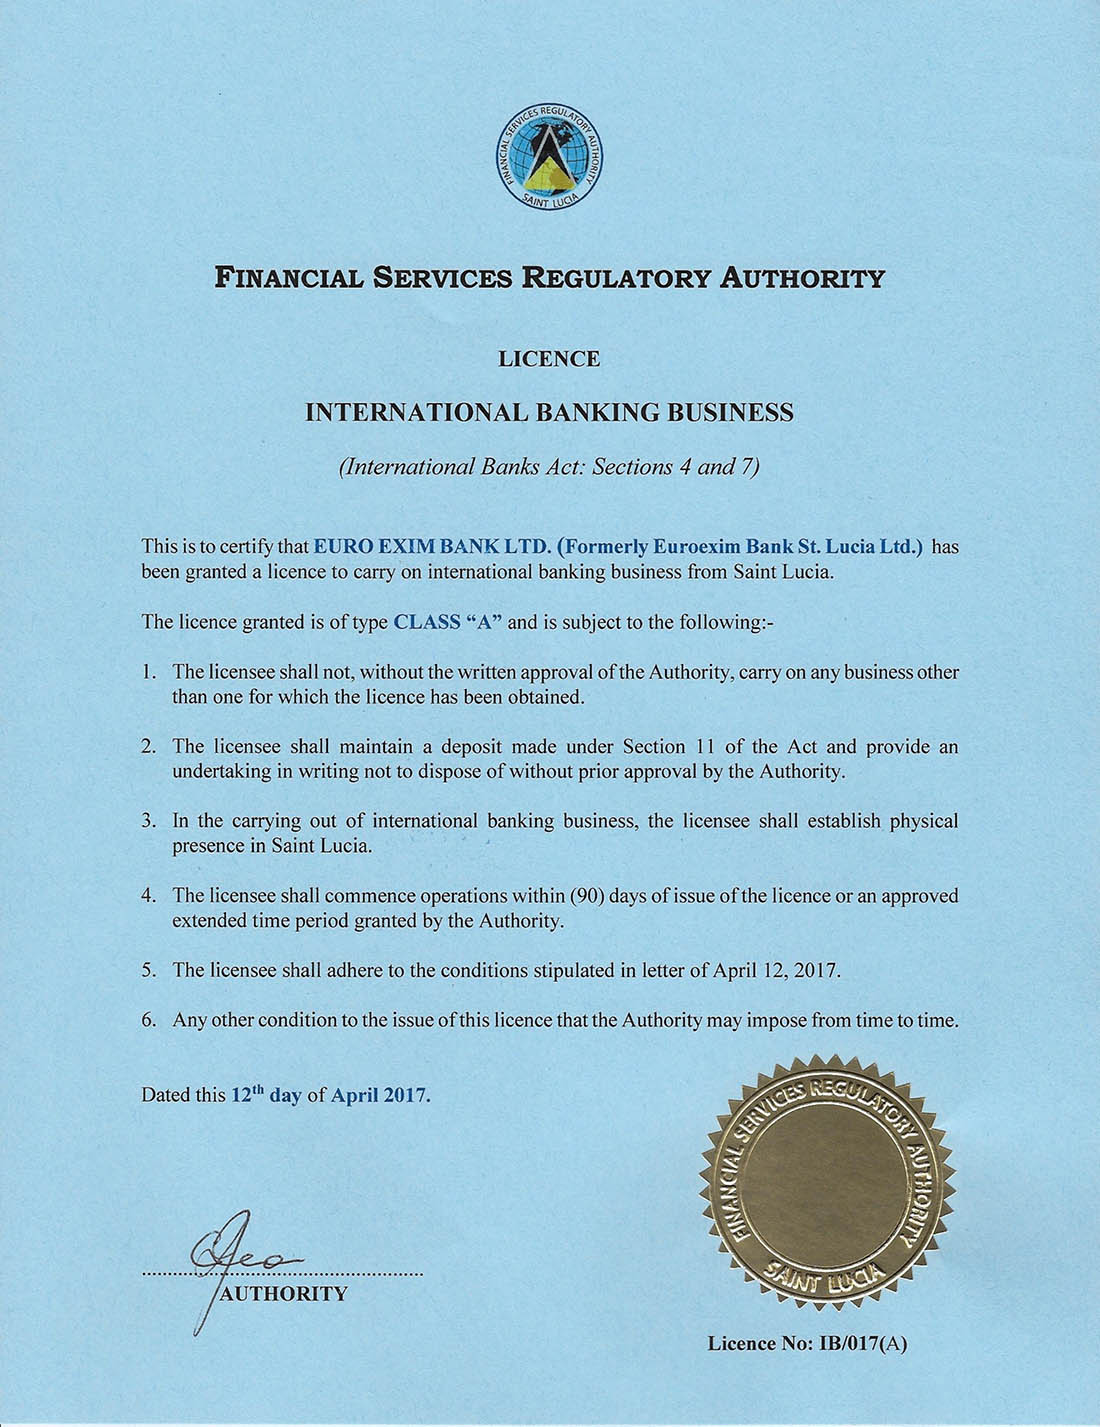 FINANCIAL SERVICES REGULATORY AUTHORITY
SAINT LUCIA
FINANCIAL SERVICES REGULATORY AUTHORITY
LICENCE
INTERNATIONAL BANKING BUSINESS
(International Banks Act: Sections 4 and 7)
This is to certify that EURO EXIM BANK LTD. (Formerly Euroexim Bank St. Lucia Ltd.) has
been granted a licence to carry on international banking business from Saint Lucia.
The licence granted is of type CLASS “A” and is subject to the following:-
1. The licensee shall not, without the written approval of the Authority, carry on any business other
than one for which the licence has been obtained.
2. The licensee shall maintain a deposit made under Section 11 of the Act and provide an
undertaking in writing not to dispose of without prior approval by the Authority.
3. In the carrying out of international banking business, the licensee shall establish physical
presence in Saint Lucia.
4. The licensee shall commence operations within (90) days of issue of the licence or an approved
extended time period granted by the Authority.
5. The licensee shall adhere to the conditions stipulated in letter of April 12, 2017.
6. Any other condition to the issue of this licence that the Authority may impose from time to time.
Dated this 12th day of April 2017.
FINANCIAL SERVICES REGULATORY AUTHORITY
SAINT LUCIA
AUTHORITY
Licence No: IB/017(A)